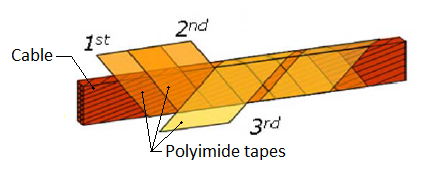 1st
2nd
Cable
3rd
Polyimide tapes